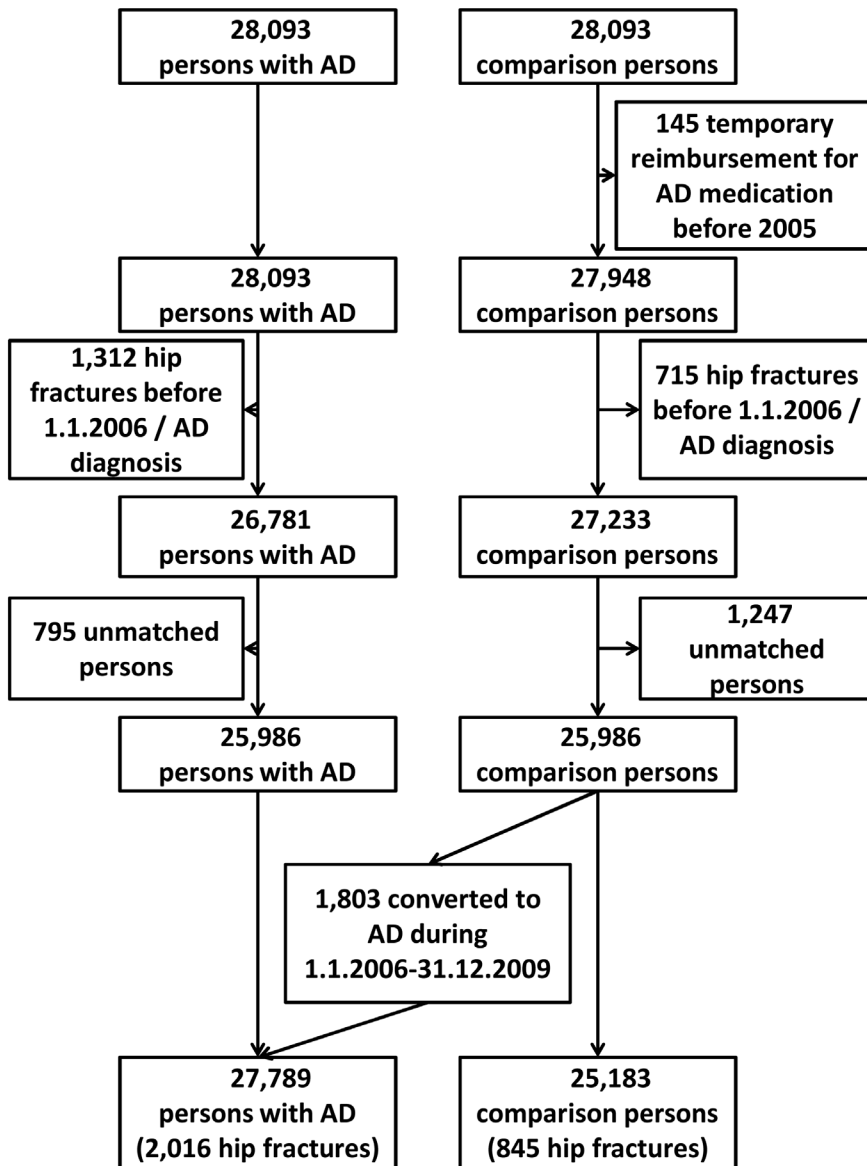 28,093
persons with AD
28,093
comparison persons
145 temporary
reimbursement for
AD medication
before 2005
28,093
persons with AD
27,948
comparison persons
1,312 hip
fractures before
1.1.2006 / AD
diagnosis
715 hip fractures
before 1.1.2006 /
AD diagnosis
26,781
persons with AD
27,233
comparison persons
795 unmatched
persons
1,247
unmatched
persons
25,986
persons with AD
25,986
comparison persons
1,803 converted to
AD during
1.1.2006-31.12.2009
27,789
persons with AD
(2,016 hip fractures)
25,183
comparison persons
(845 hip fractures)